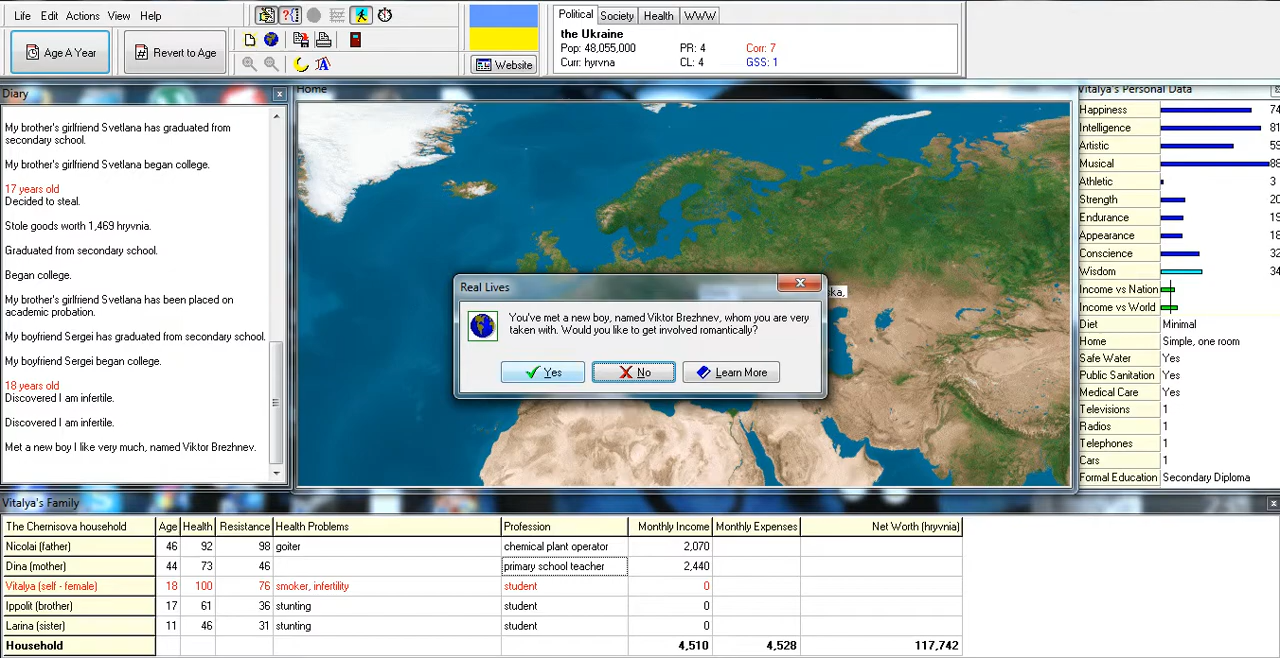 Life Edit Actions View Help
Age A Year
Revert to Age
Website
Political Society Health WWW
the Ukraine
Pop: 48,055,000 PR: 4 Corr: 7
Curr: hyrvna CL: 4 GSS: 1
Diary
My brother's girlfriend Svetlana has graduated from
secondary school.
My brother's girlfriend Svetlana began college.
17 years old
Decided to steal.
Stole goods worth 1,469 hryvnia.
Graduated from secondary school.
Began college.
My brother's girlfriend Svetlana has been placed on
academic probation.
My boyfriend Sergei has graduated from secondary school.
My boyfriend Sergei began college.
18 years old
Discovered I am infertile.
Discovered I am infertile.
Met a new boy I like very much, named Viktor Brezhnev.
Home
ska,
Real Lives
You've met a new boy, named Viktor Brezhnev, whom you are very
taken with. Would you like to get involved romantically?
Yes No Learn More
Vitalya's Personal Data
Happiness 74
Intelligence 81
Artistic 59
Musical 88
Athletic 3
Strength 20
Endurance 19
Appearance 18
Conscience 32
Wisdom 34
Income vs Nation
Income vs World
Diet Minimal
Home Simple, one room
Safe Water Yes
Public Sanitation Yes
Medical Care Yes
Televisions 1
Radios 1
Telephones 1
Cars 1
Formal Education Secondary Diploma
Vitalya's Family
The Chernisova household Age Health Resistance Health Problems Profession Monthly Income Monthly Expenses Net Worth (hryvnia)
Nicolai (father) 46 92 98 goiter chemical plant operator 2,070
Dina (mother) 44 73 46 primary school teacher 2,440
Vitalya (self - female) 18 100 76 smoker, infertility student 0
Ippolit (brother) 17 61 36 stunting student 0
Larina (sister) 11 46 31 stunting student 0
Household 4,510 4,528 117,742